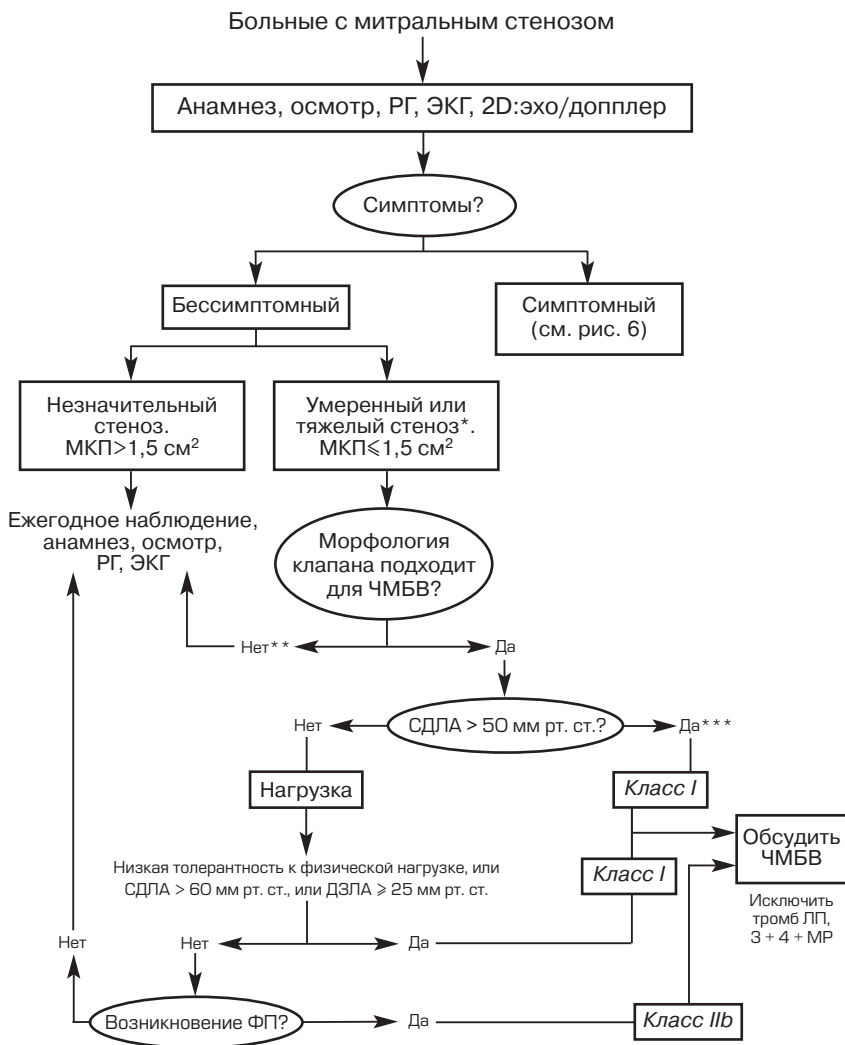 Больные с митральным стенозом
Анамнез, осмотр, РГ, ЭКГ, 2D:эхо/допплер
Симптомы?
Бессимптомный
Симптомный
(см. рис. 6)
Незначительный
стеноз.
МКП>1,5 см²
Умеренный или
тяжелый стеноз*.
МКП⩽1,5 см²
Ежегодное наблюдение,
анамнез, осмотр,
РГ, ЭКГ
Морфология
клапана подходит
для ЧМБВ?
Нет**
Да
СДЛА > 50 мм рт. ст.?
Нет
Да***
Нагрузка
Класс I
Низкая толерантность к физической нагрузке, или
СДЛА > 60 мм рт. ст., или ДЗЛА ⩾ 25 мм рт. ст.
Класс I
Обсудить
ЧМБВ
Исключить
тромб ЛП,
3 + 4 + МР
Нет
Нет
Да
Возникновение ФП?
Да
Класс IIb